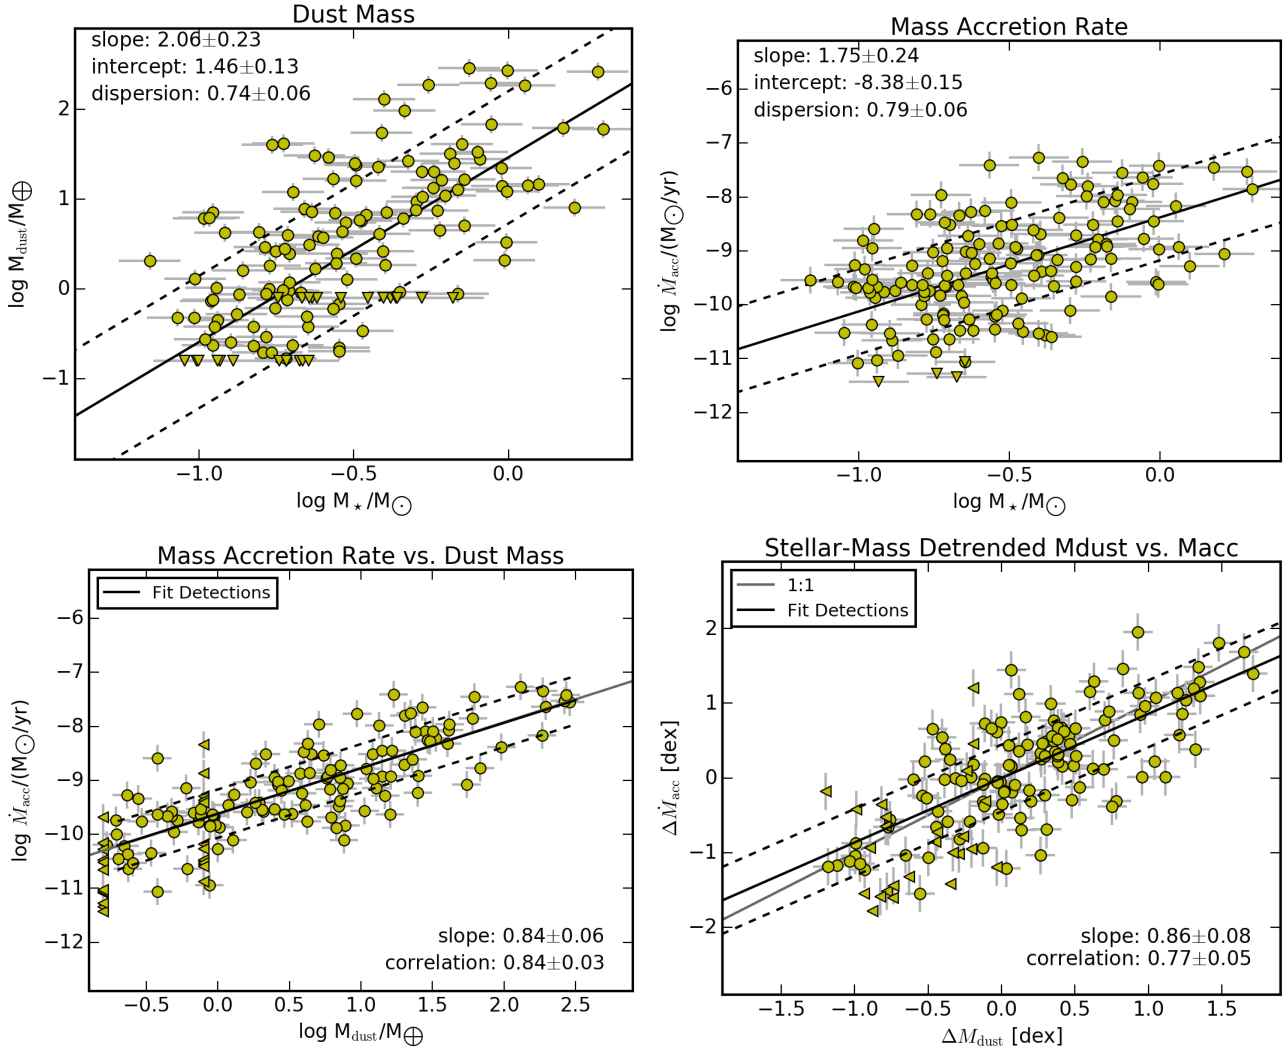 Dust Mass
slope: 2.06±0.23
intercept: 1.46±0.13
dispersion: 0.74±0.06
log M_dust/M⨁
2
1
0
−1
−1.0 −0.5 0.0
log M⋆/M⨀
Mass Accretion Rate
slope: 1.75±0.24
intercept: -8.38±0.15
dispersion: 0.79±0.06
log Ṁ_acc/(M⨀/yr)
−6
−7
−8
−9
−10
−11
−12
−1.0 −0.5 0.0
log M⋆/M⨀
Mass Accretion Rate vs. Dust Mass
Fit Detections
log Ṁ_acc/(M⨀/yr)
−6
−7
−8
−9
−10
−11
−12
slope: 0.84±0.06
correlation: 0.84±0.03
−0.5 0.0 0.5 1.0 1.5 2.0 2.5
log M_dust/M⨁
Stellar-Mass Detrended Mdust vs. Macc
1:1
Fit Detections
ΔṀ_acc [dex]
2
1
0
−1
−2
slope: 0.86±0.08
correlation: 0.77±0.05
−1.5 −1.0 −0.5 0.0 0.5 1.0 1.5
ΔM_dust [dex]